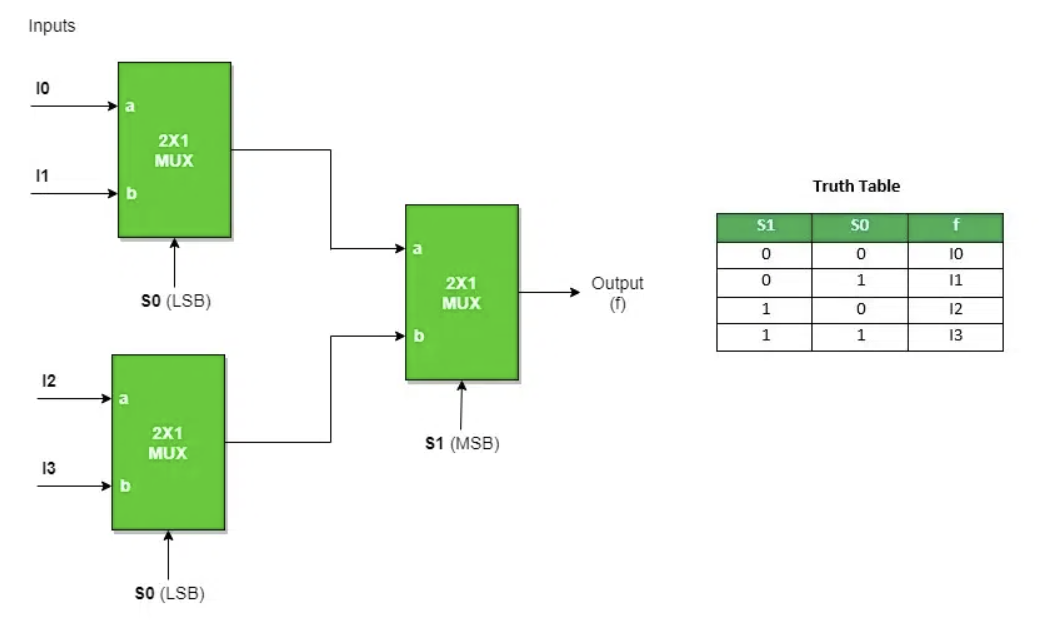 Inputs
I0
a
2X1
MUX
I1
b
S0 (LSB)
I2
a
2X1
MUX
I3
b
S0 (LSB)
a
2X1
MUX
b
S1 (MSB)
Output
(f)
Truth Table
S1 S0 f
0 0 I0
0 1 I1
1 0 I2
1 1 I3